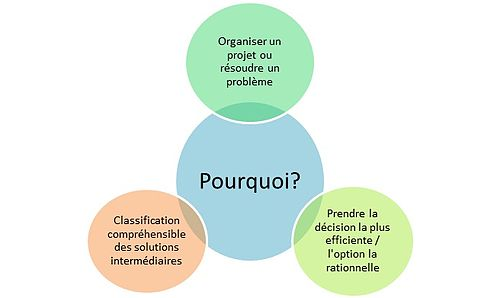 Organiser un
projet ou
résoudre un
problème
Pourquoi?
Classification
compréhensible
des solutions
intermédiaires
Prendre la
décision la plus
efficiente /
l'option la
rationnelle